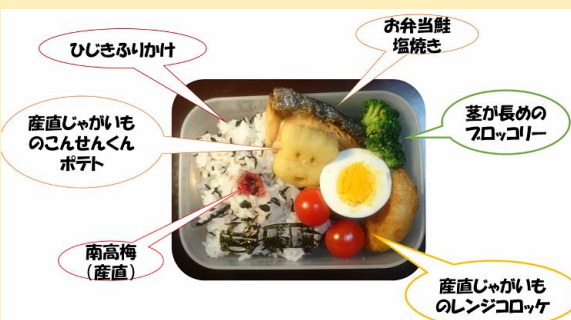 ひじきふりかけ
お弁当鮭
塩焼き
産直じゃがいも
のこんせんくん
ポテト
茎が長めの
ブロッコリー
南高梅
(産直)
産直じゃがいも
のレンジコロッケ